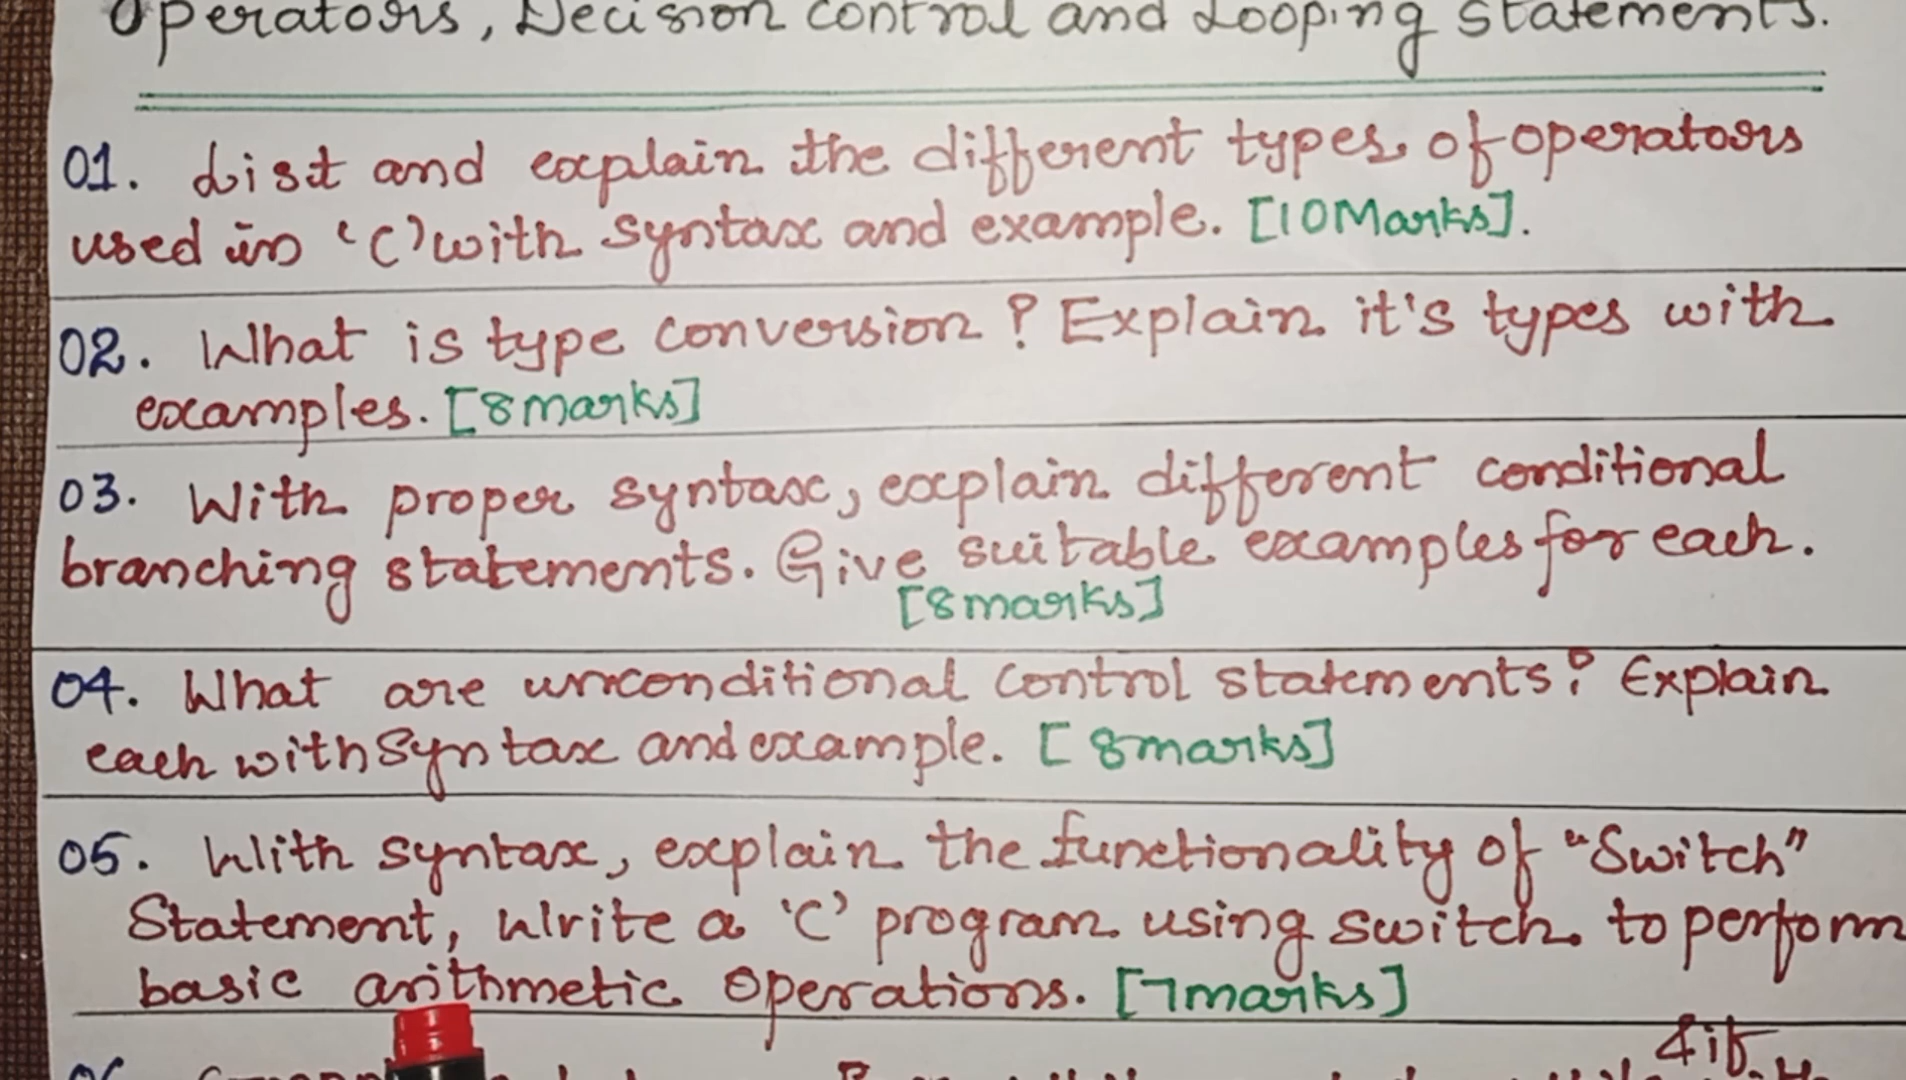 Operators, Decision control and Looping statements.
01. List and explain the different types of operators
used in 'C' with syntax and example. [10Marks].
02. What is type conversion? Explain it's types with
examples. [8marks]
03. With proper syntax, explain different conditional
branching statements. Give suitable examples for each.
[8marks]
04. What are unconditional control statements? Explain
each with syntax and example. [8marks]
05. With syntax, explain the functionality of "Switch"
Statement, Write a 'C' program using switch to perform
basic arithmetic operations. [7marks]